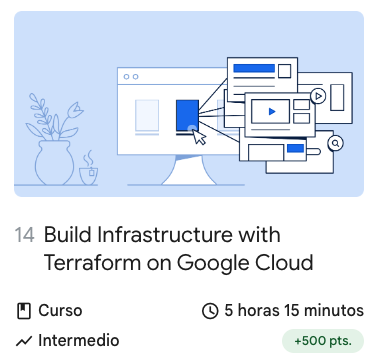 14 Build Infrastructure with
Terraform on Google Cloud
Curso
5 horas 15 minutos
Intermedio
+500 pts.